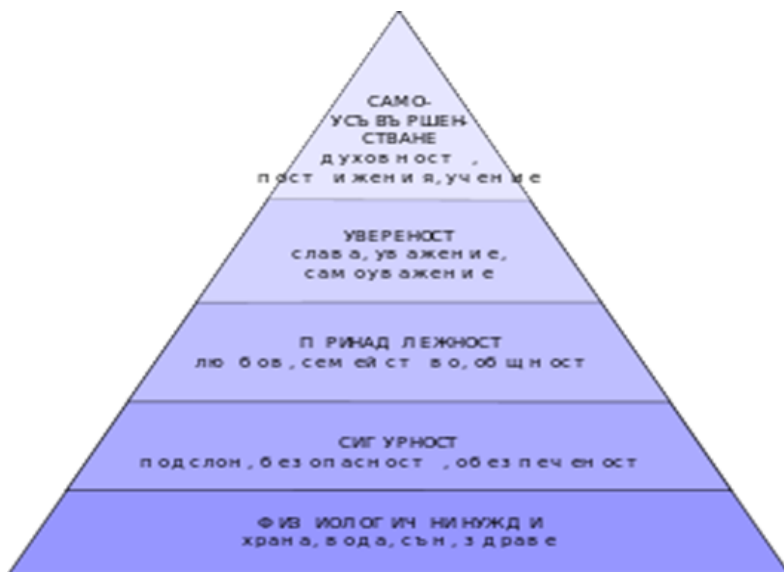 САМО-
УСЪВЪРШЕН-
СТВАНЕ
духовност ,
постижения,учение
УВЕРЕНОСТ
слава,уважение,
самоуважение
ПРИНАДЛЕЖНОСТ
любов,семейство,общност
СИГУРНОСТ
подслон,безопасност ,обезпеченост
ФИЗИОЛОГИЧНИ НУЖДИ
храна,вода,сън,здраве